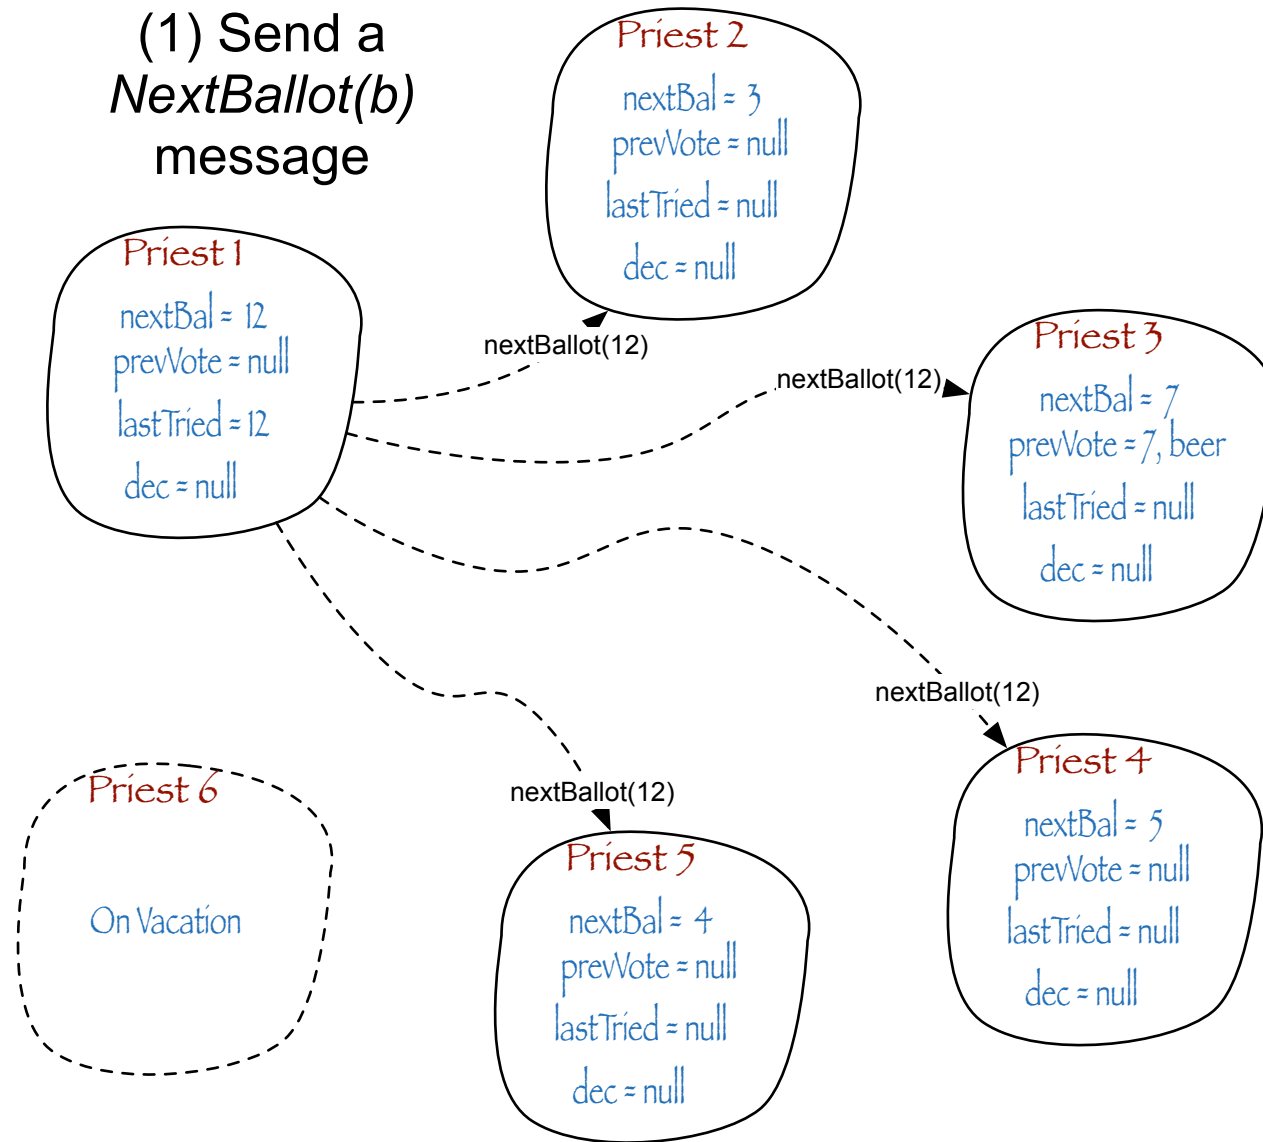 (1) Send a
NextBallot(b)
message
Priest 2
nextBal = 3
prevVote = null
lastTried = null
dec = null
Priest 1
nextBal = 12
prevVote = null
lastTried = 12
dec = null
nextBallot(12)
nextBallot(12)
Priest 3
nextBal = 7
prevVote = 7, beer
lastTried = null
dec = null
nextBallot(12)
Priest 4
nextBal = 5
prevVote = null
lastTried = null
dec = null
nextBallot(12)
Priest 5
nextBal = 4
prevVote = null
lastTried = null
dec = null
Priest 6
On Vacation